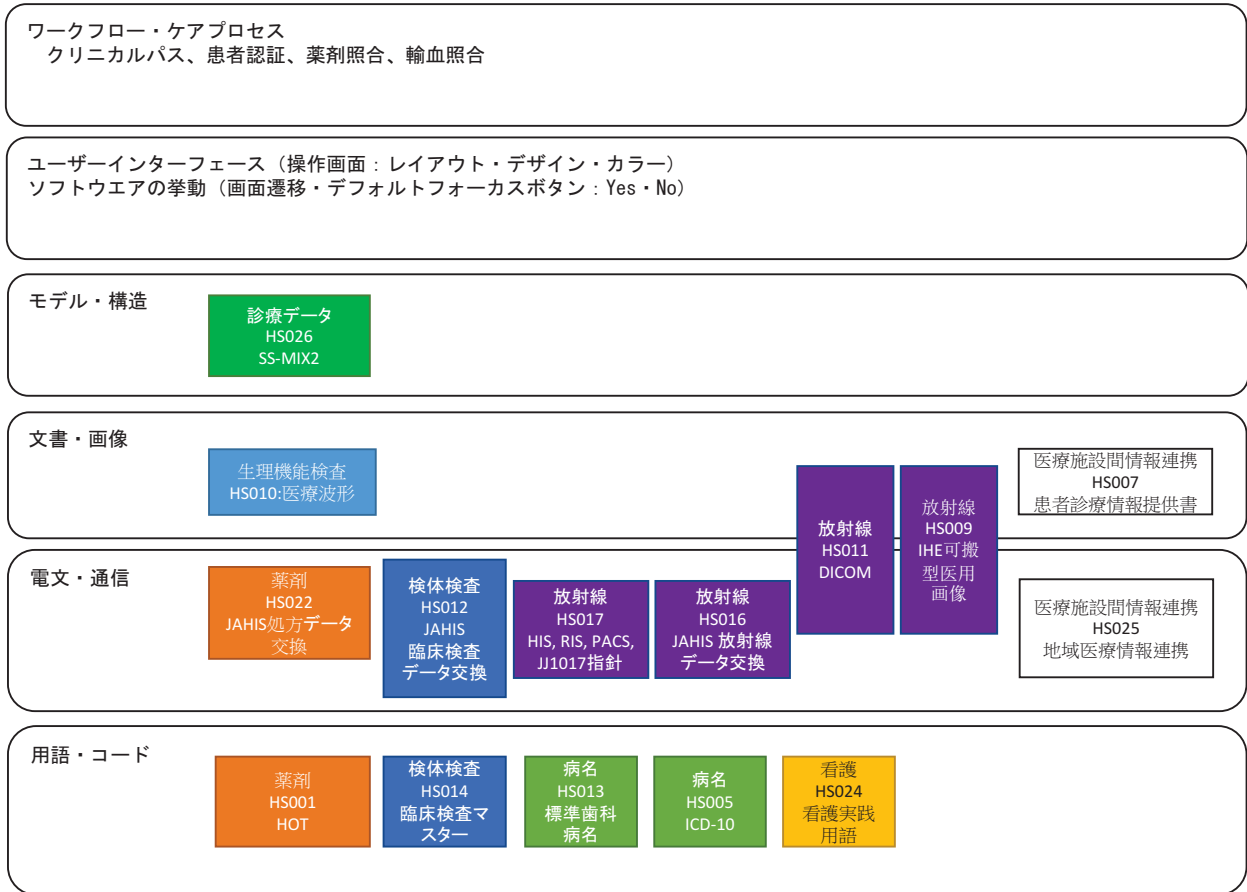 ワークフロー・ケアプロセス
クリニカルパス、患者認証、薬剤照合、輸血照合
ユーザーインターフェース（操作画面：レイアウト・デザイン・カラー）
ソフトウエアの挙動（画面遷移・デフォルトフォーカスボタン：Yes・No）
モデル・構造
診療データ
HS026
SS-MIX2
文書・画像
生理機能検査
HS010:医療波形
放射線
HS011
DICOM
放射線
HS009
IHE可搬
型医用
画像
医療施設間情報連携
HS007
患者診療情報提供書
電文・通信
薬剤
HS022
JAHIS処方データ
交換
検体検査
HS012
JAHIS
臨床検査
データ交換
放射線
HS017
HIS, RIS, PACS,
JJ1017指針
放射線
HS016
JAHIS 放射線
データ交換
医療施設間情報連携
HS025
地域医療情報連携
用語・コード
薬剤
HS001
HOT
検体検査
HS014
臨床検査マ
スター
病名
HS013
標準歯科
病名
病名
HS005
ICD-10
看護
HS024
看護実践
用語